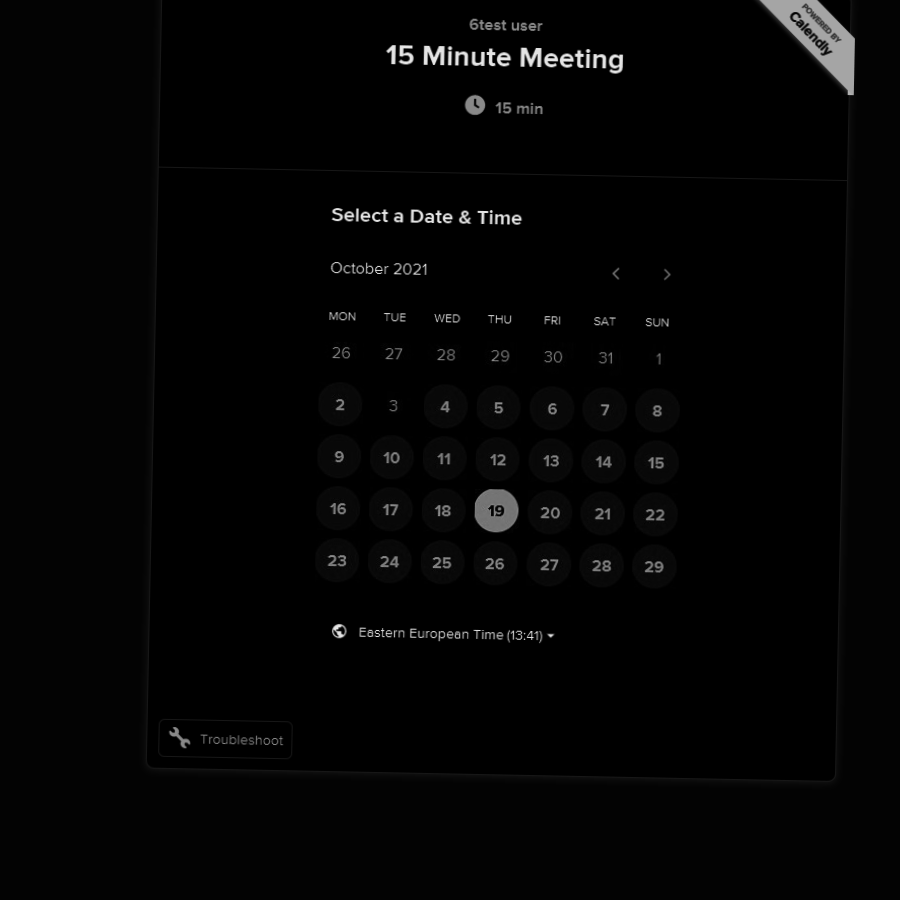 6test user
15 Minute Meeting
15 min
POWERED BY
Calendly
Select a Date & Time
October 2021
MON TUE WED THU FRI SAT SUN
26 27 28 29 30 31 1
2 3 4 5 6 7 8
9 10 11 12 13 14 15
16 17 18 19 20 21 22
23 24 25 26 27 28 29
Eastern European Time (13:41)
Troubleshoot